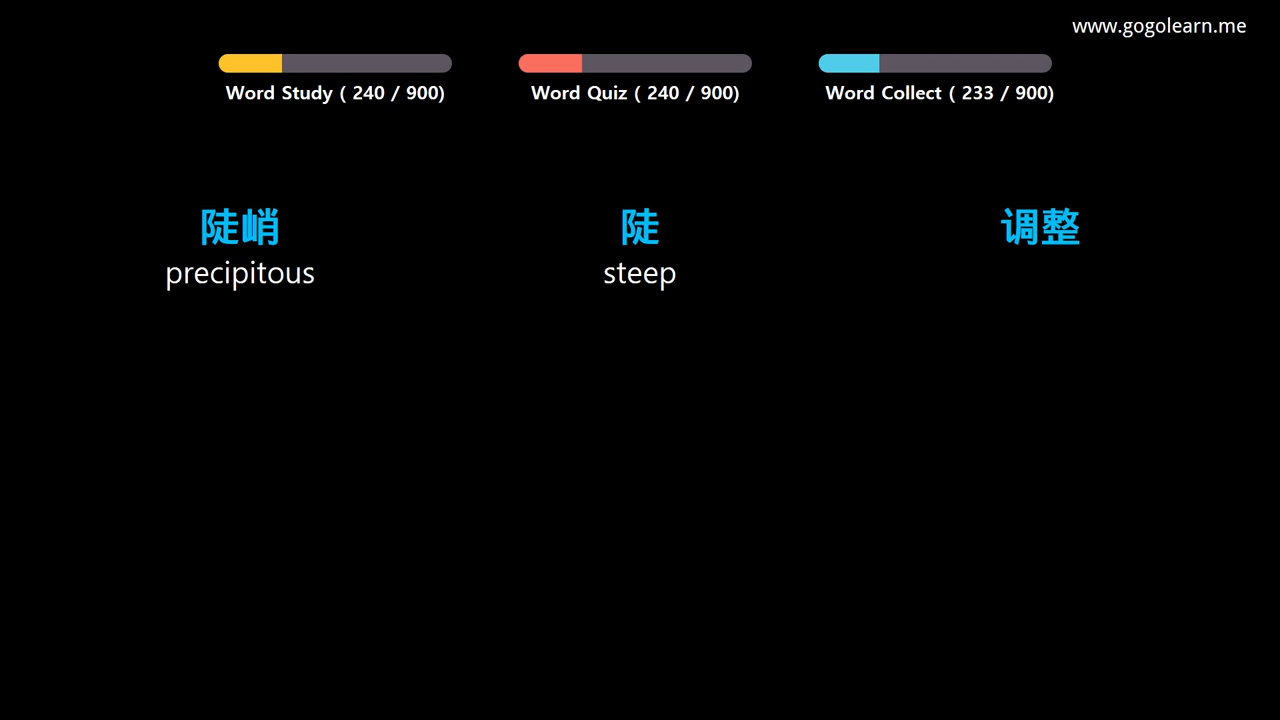 www.gogolearn.me
Word Study ( 240 / 900)
Word Quiz ( 240 / 900)
Word Collect ( 233 / 900)
陡峭
precipitous
陡
steep
调整